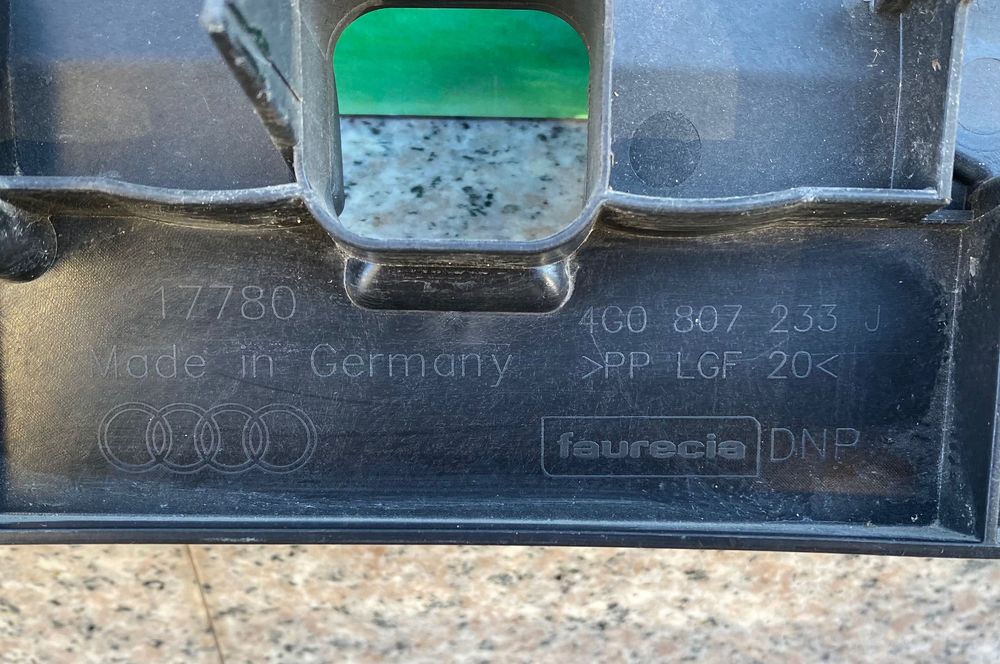 17780
Made in Germany
4G0 807 233 J
>PP LGF 20<
faurecia DNP